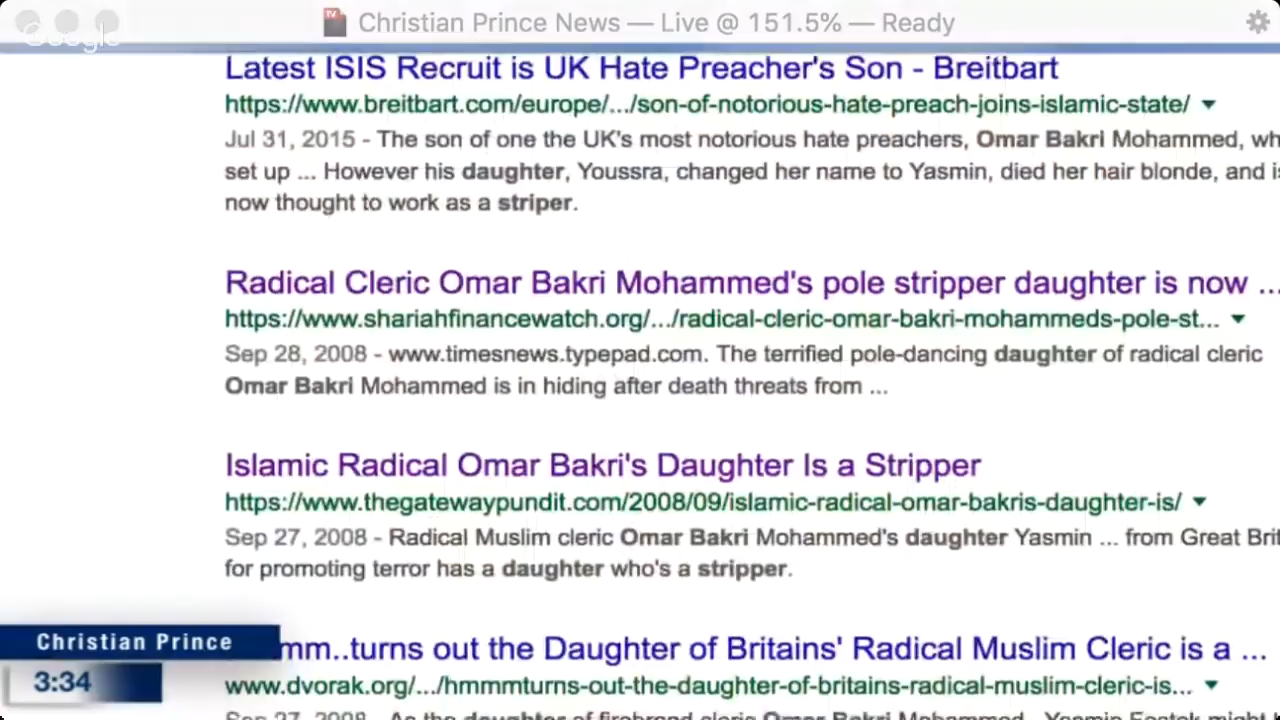 Christian Prince News — Live @ 151.5% — Ready
Google
Latest ISIS Recruit is UK Hate Preacher's Son - Breitbart
https://www.breitbart.com/europe/.../son-of-notorious-hate-preach-joins-islamic-state/
Jul 31, 2015 - The son of one the UK's most notorious hate preachers, Omar Bakri Mohammed, wh
set up ... However his daughter, Youssra, changed her name to Yasmin, died her hair blonde, and is
now thought to work as a striper.
Radical Cleric Omar Bakri Mohammed's pole stripper daughter is now ...
https://www.shariahfinancewatch.org/.../radical-cleric-omar-bakri-mohammeds-pole-st...
Sep 28, 2008 - www.timesnews.typepad.com. The terrified pole-dancing daughter of radical cleric
Omar Bakri Mohammed is in hiding after death threats from ...
Islamic Radical Omar Bakri's Daughter Is a Stripper
https://www.thegatewaypundit.com/2008/09/islamic-radical-omar-bakris-daughter-is/
Sep 27, 2008 - Radical Muslim cleric Omar Bakri Mohammed's daughter Yasmin ... from Great Brit
for promoting terror has a daughter who's a stripper.
Christian Prince
mm..turns out the Daughter of Britains' Radical Muslim Cleric is a ...
3:34
www.dvorak.org/.../hmmmturns-out-the-daughter-of-britains-radical-muslim-cleric-is...